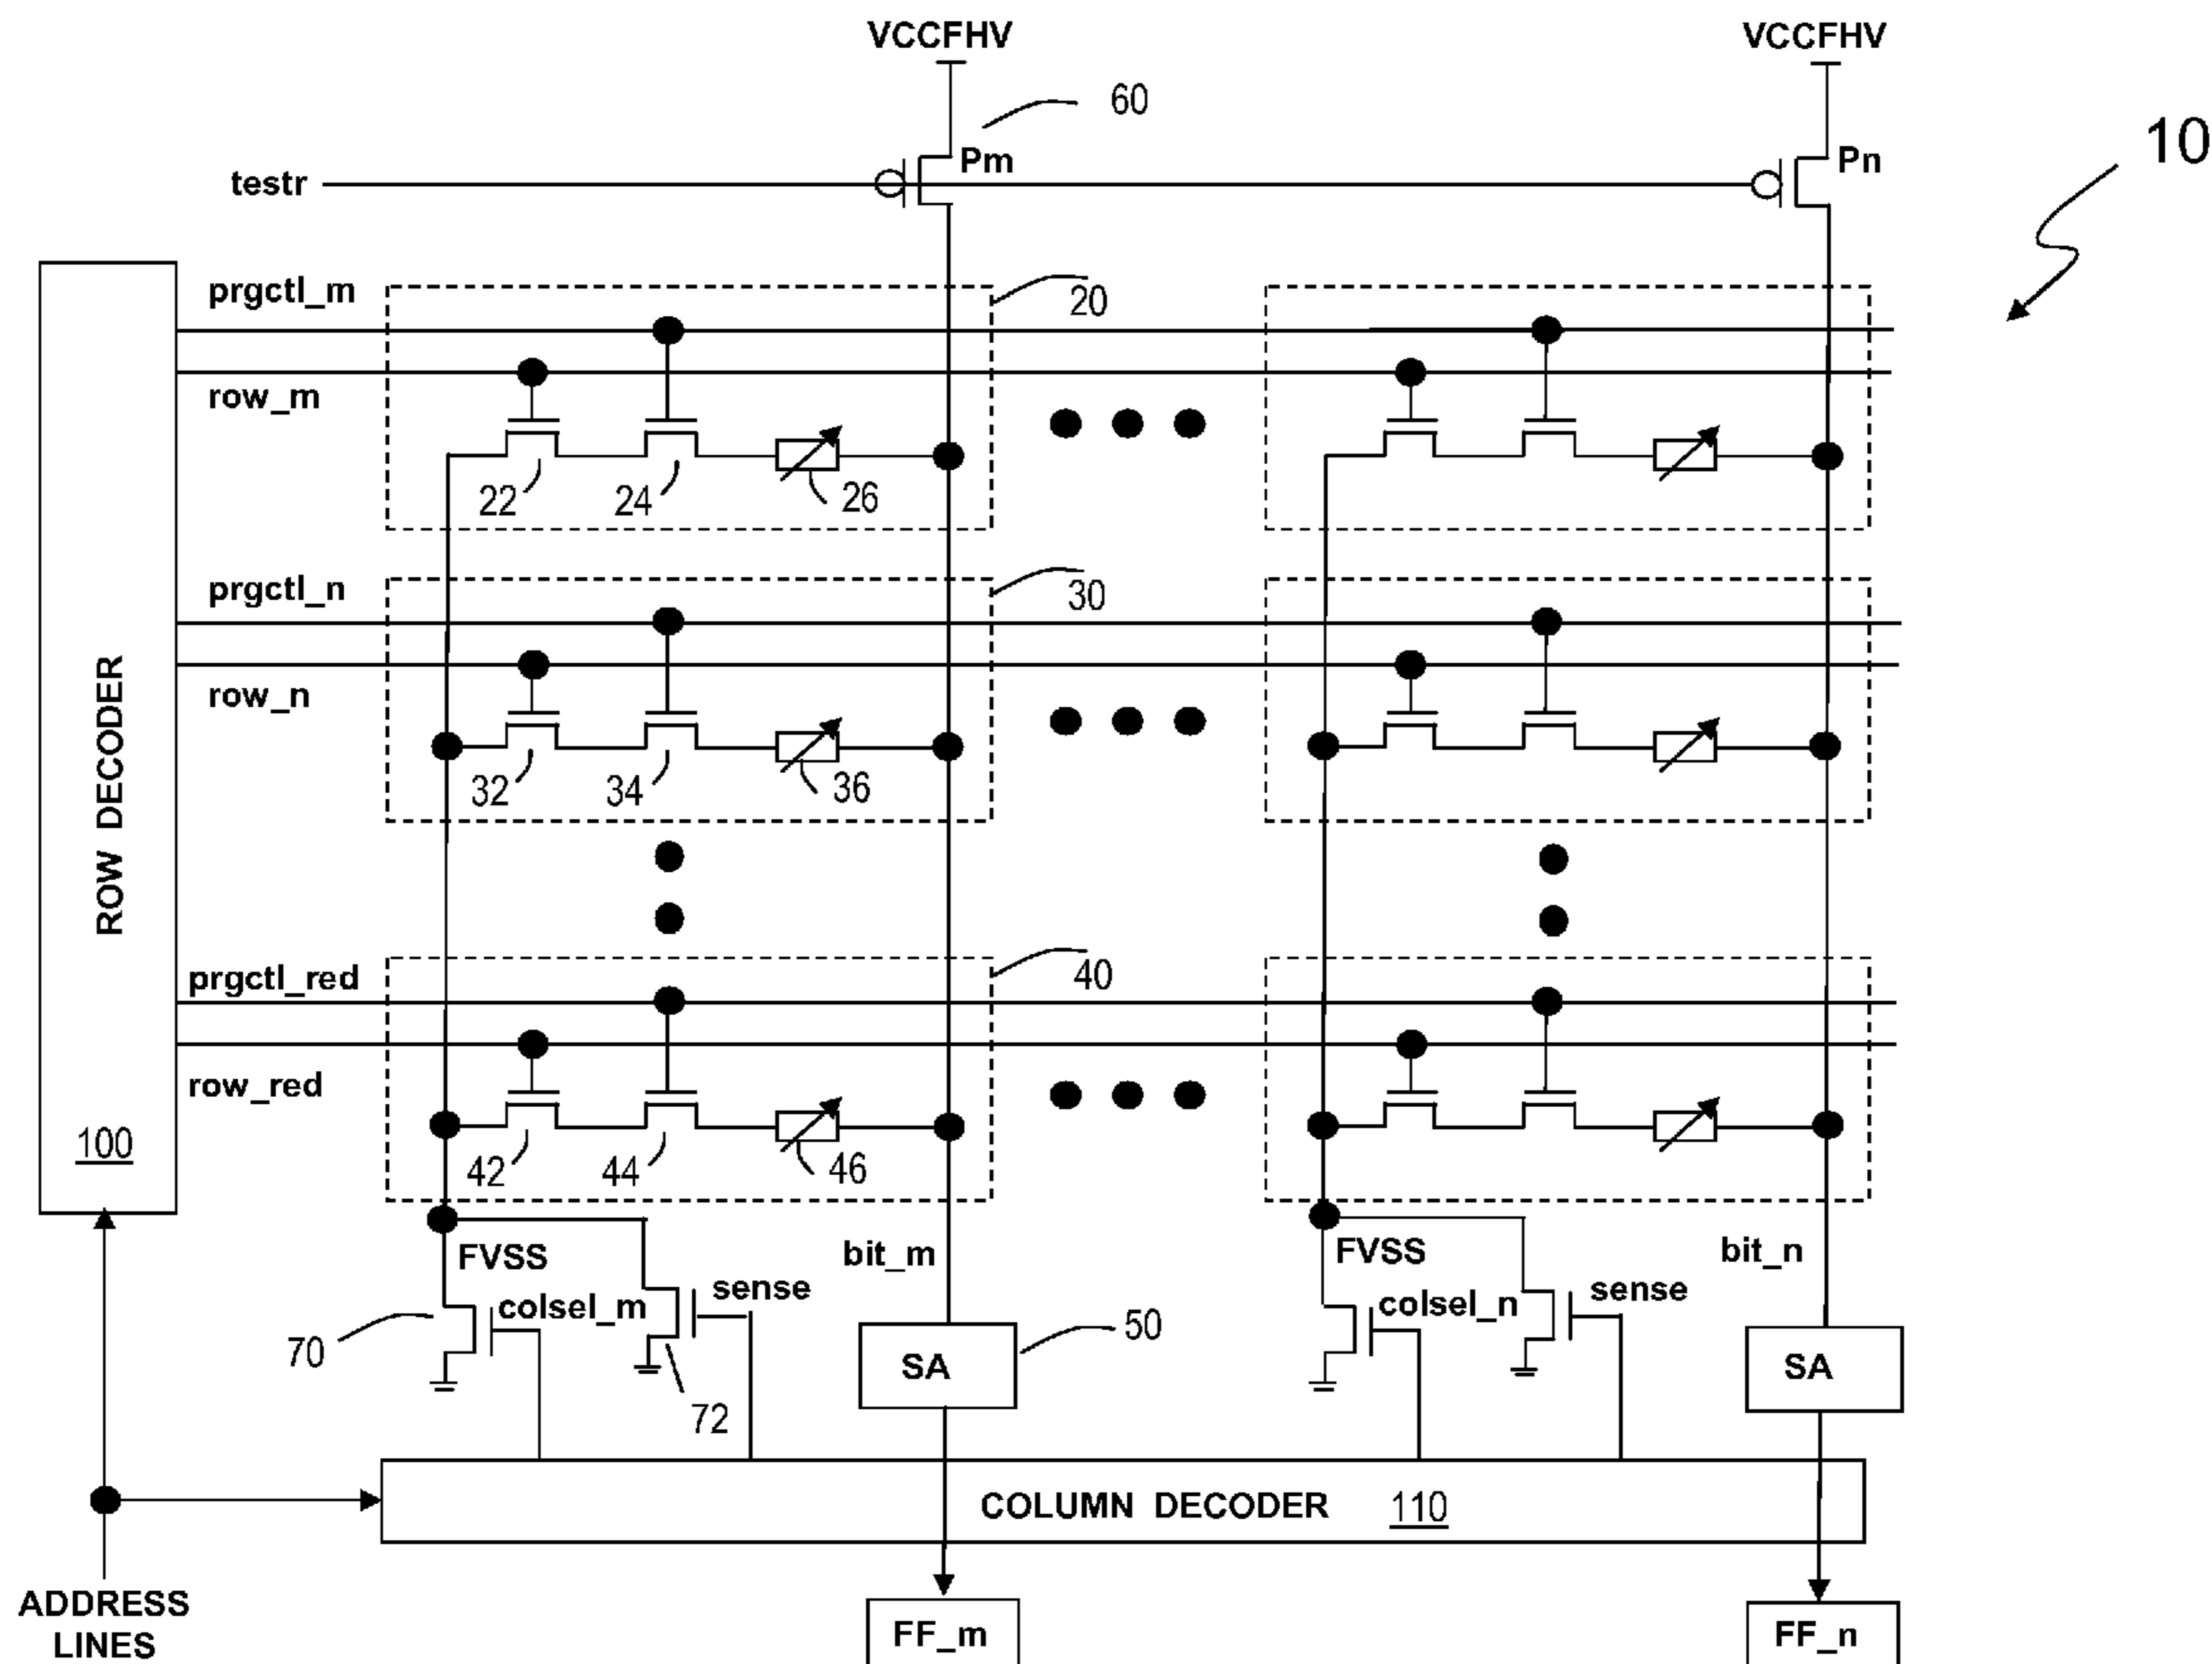 VCCFHV VCCFHV
60
10
Pm Pn
testr
prgctl_m
20
row_m
22 24 26
prgctl_n
30
row_n
32 34 36
ROW DECODER
prgctl_red
40
row_red
100
42 44 46
FVSS bit_m FVSS bit_n
colsel_m sense colsel_n sense
70 50
SA SA
72
COLUMN DECODER 110
ADDRESS
LINES
FF_m FF_n